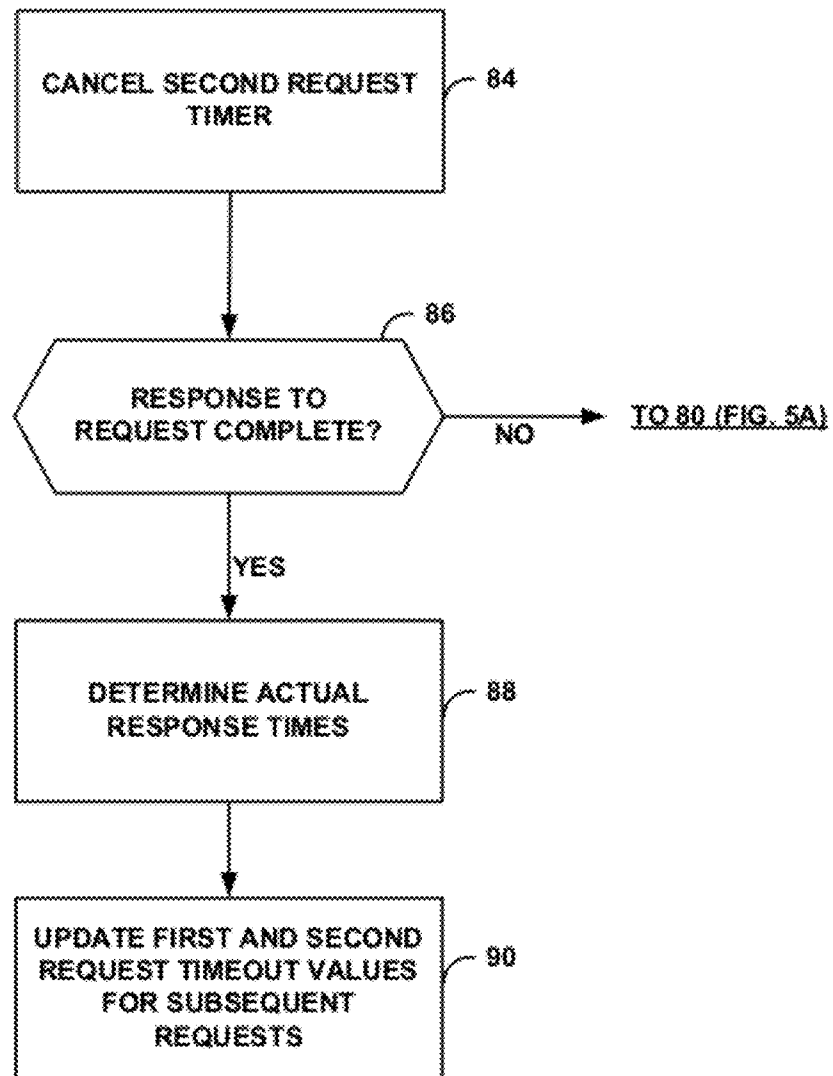 CANCEL SECOND REQUEST
TIMER
84
86
RESPONSE TO
REQUEST COMPLETE?
NO
TO 80 (FIG. 5A)
YES
DETERMINE ACTUAL
RESPONSE TIMES
88
UPDATE FIRST AND SECOND
REQUEST TIMEOUT VALUES
FOR SUBSEQUENT
REQUESTS
90